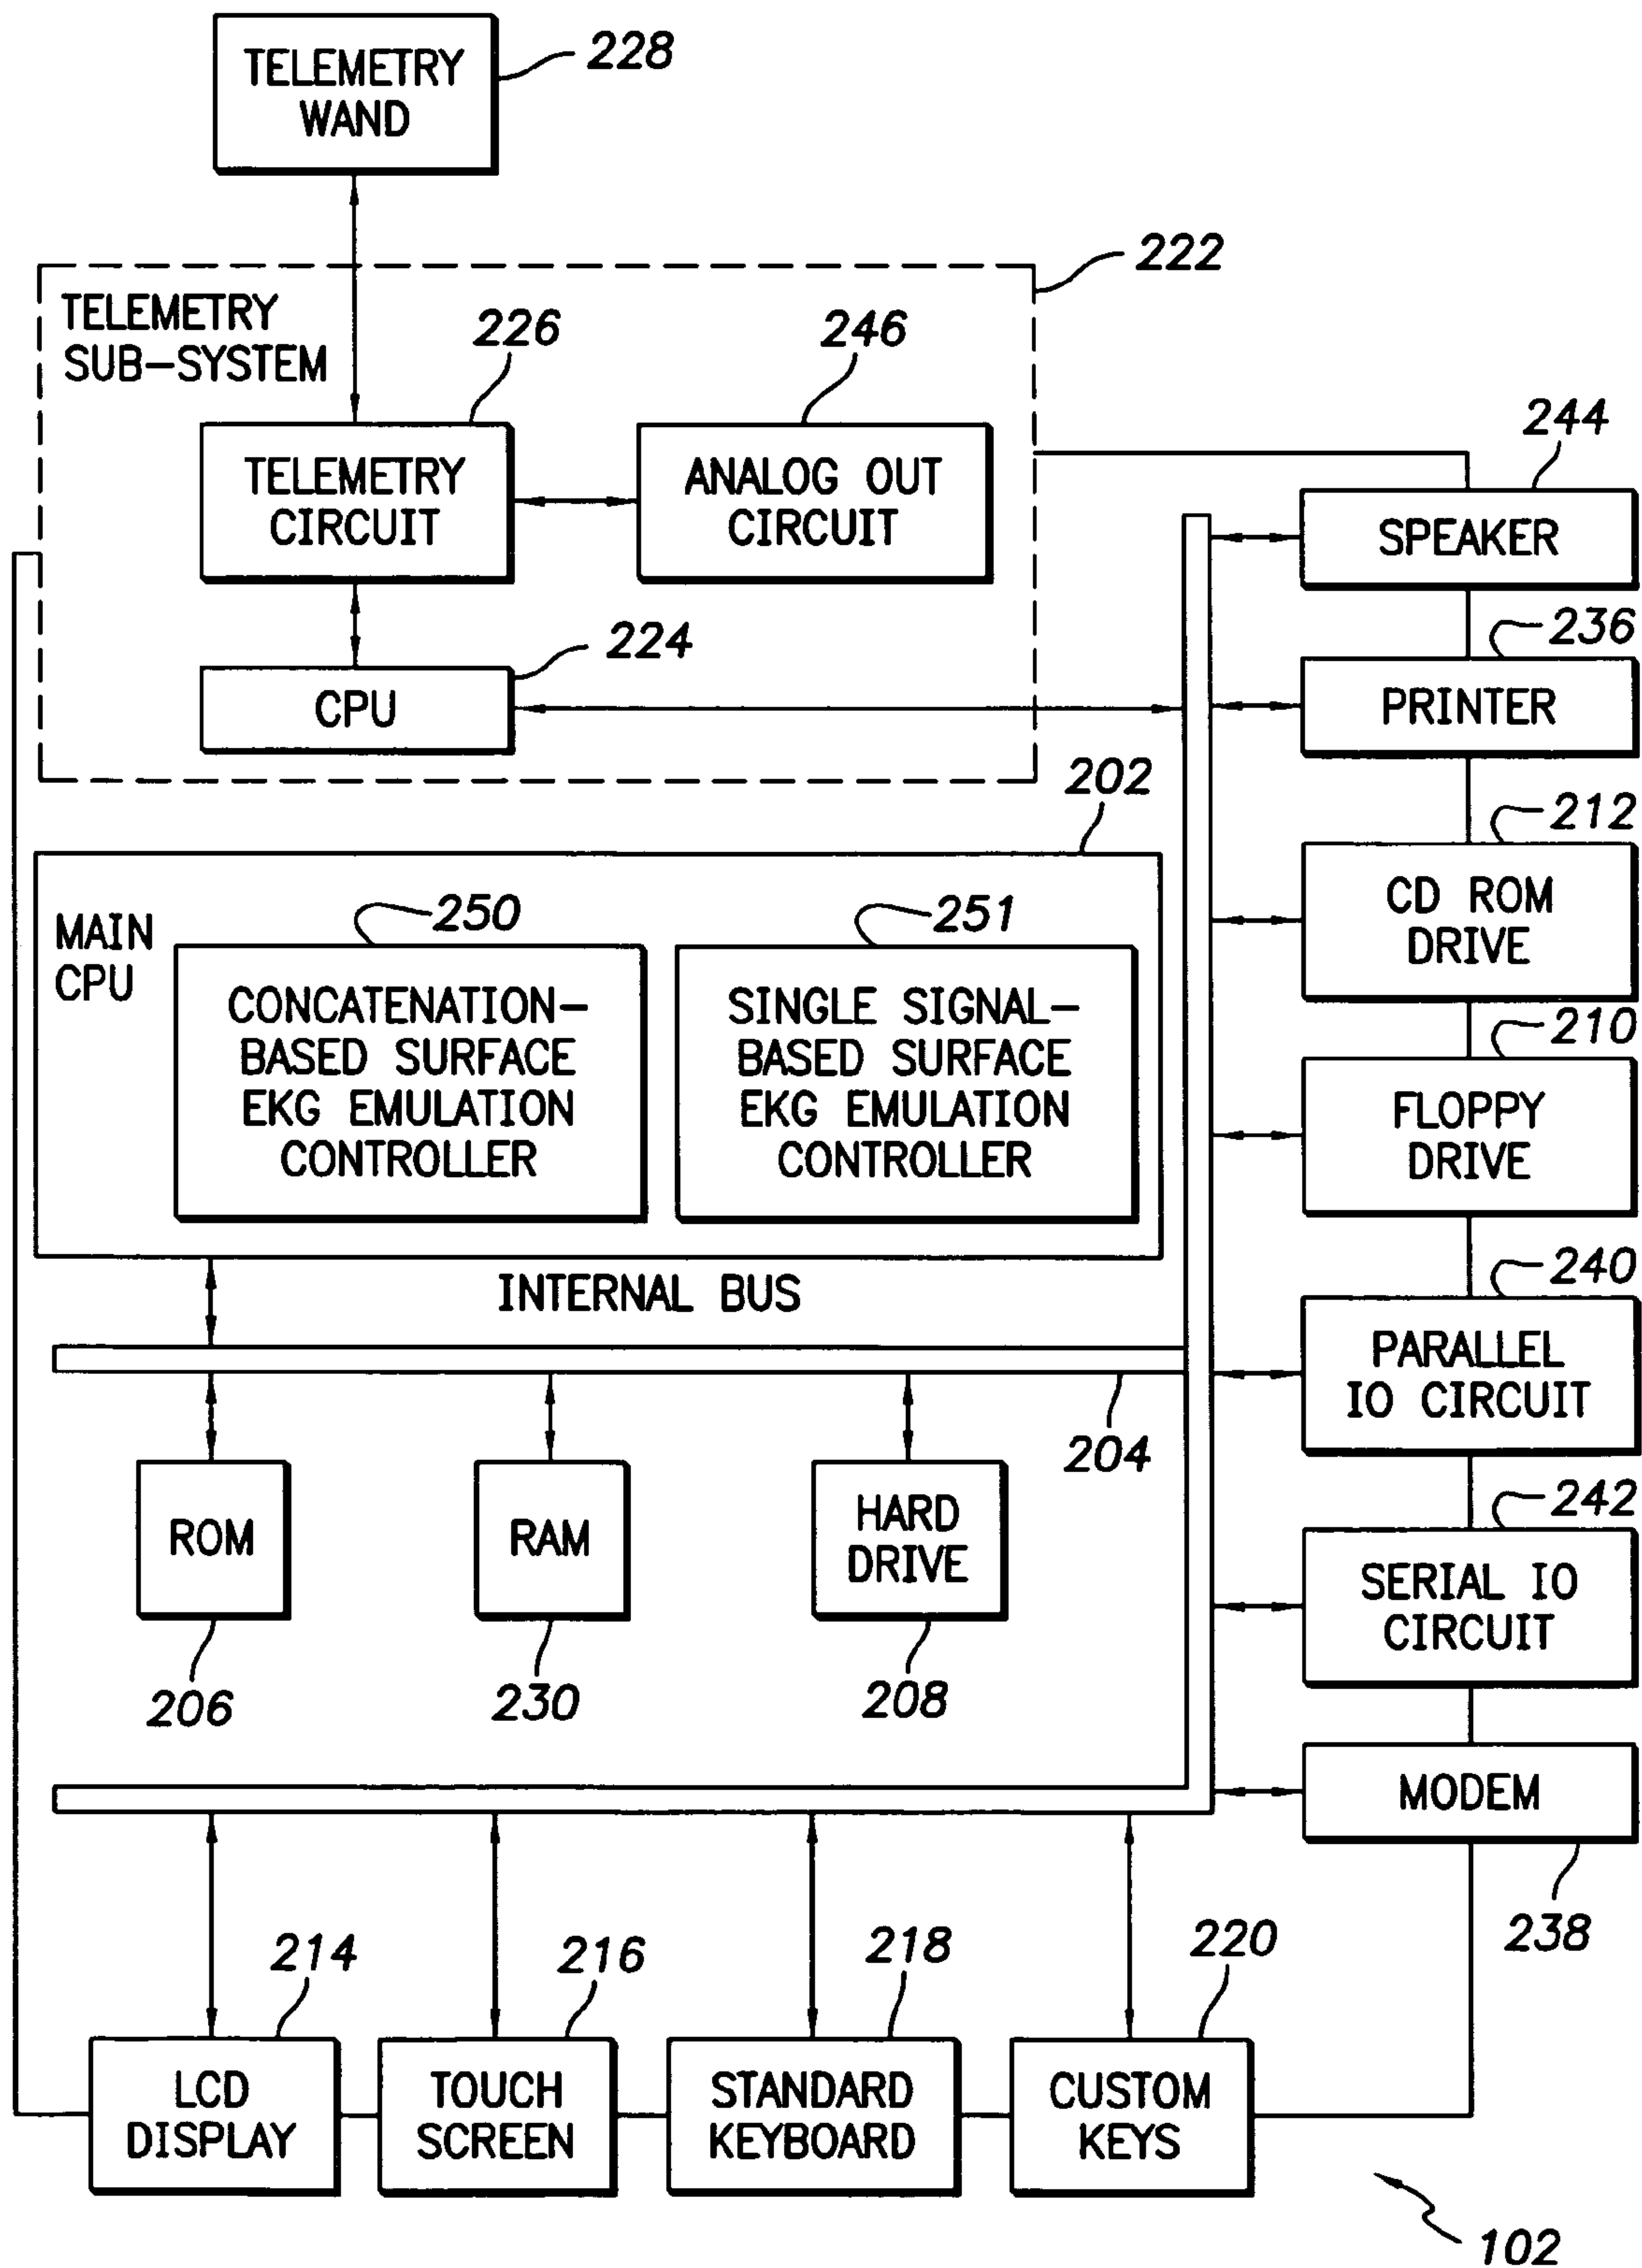 TELEMETRY
WAND
228
222
TELEMETRY
SUB-SYSTEM
226
246
TELEMETRY
CIRCUIT
ANALOG OUT
CIRCUIT
244
SPEAKER
224
CPU
236
PRINTER
202
212
CD ROM
DRIVE
MAIN
CPU
250
251
CONCATENATION-
BASED SURFACE
EKG EMULATION
CONTROLLER
SINGLE SIGNAL-
BASED SURFACE
EKG EMULATION
CONTROLLER
210
FLOPPY
DRIVE
INTERNAL BUS
240
PARALLEL
IO CIRCUIT
204
ROM
RAM
HARD
DRIVE
242
SERIAL IO
CIRCUIT
206
230
208
MODEM
238
214
216
218
220
LCD
DISPLAY
TOUCH
SCREEN
STANDARD
KEYBOARD
CUSTOM
KEYS
102